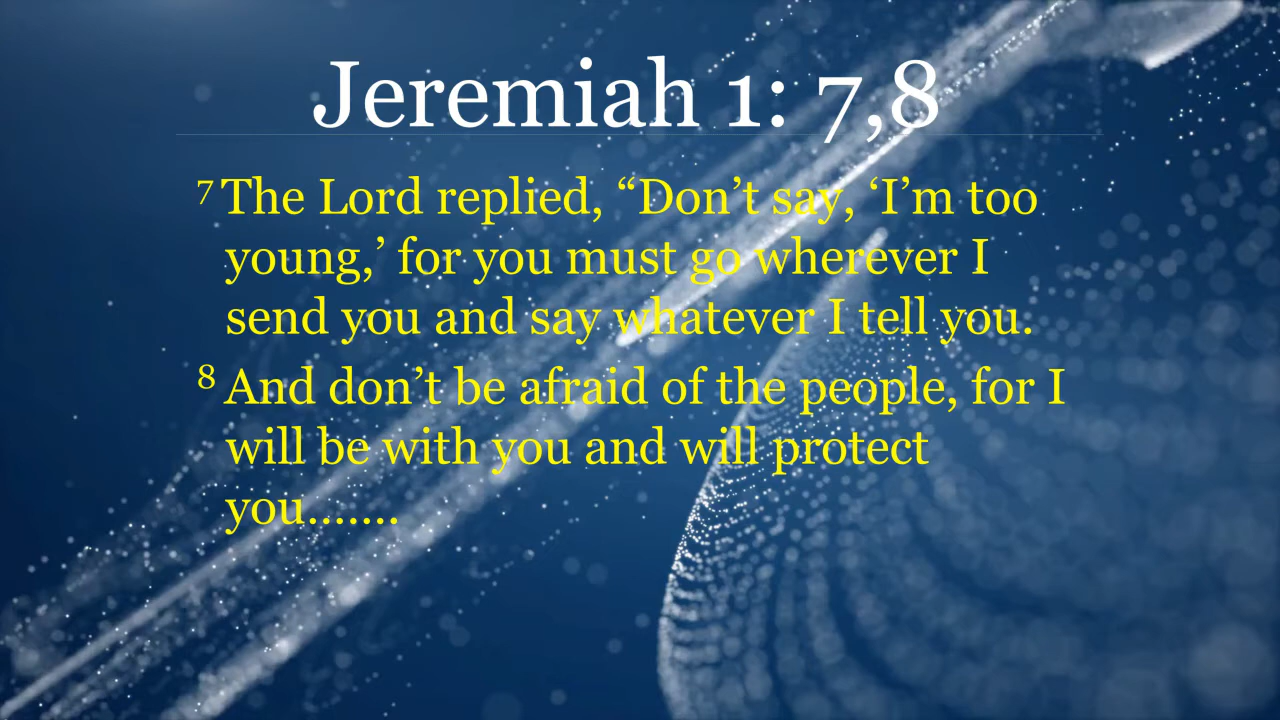 Jeremiah 1: 7,8
7 The Lord replied, “Don’t say, ‘I’m too
young,’ for you must go wherever I
send you and say whatever I tell you.
8 And don’t be afraid of the people, for I
will be with you and will protect
you…….